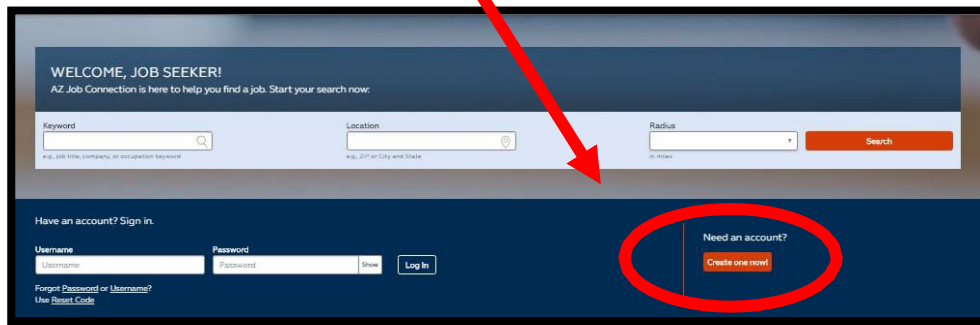 WELCOME, JOB SEEKER!
AZ Job Connection is here to help you find a job. Start your search now:
Keyword Location Radius
Search
e.g., job title, company, or occupation keyword e.g., ZIP or City and State in miles
Have an account? Sign in.
Need an account?
Username Password
Username Password Show Log In
Create one now!
Forgot Password or Username?
Use Reset Code